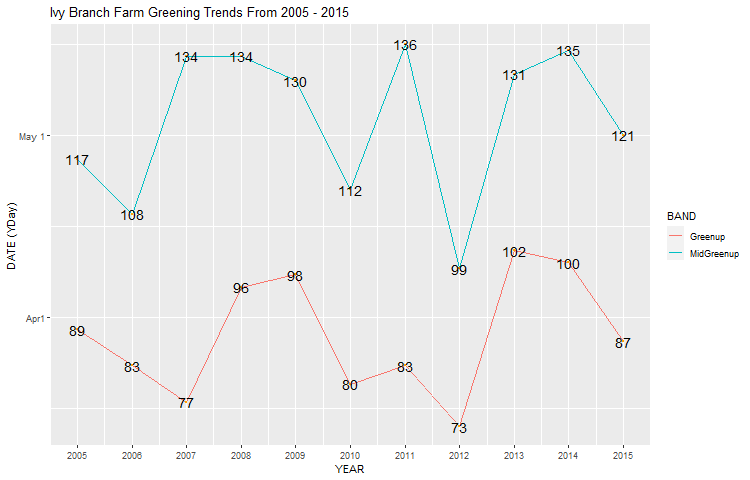 Ivy Branch Farm Greening Trends From 2005 - 2015
136
134
134
135
131
130
May 1
121
117
112
108
99
102
100
98
96
Apr1
89
87
83
83
80
77
73
DATE (YDay)
2005 2006 2007 2008 2009 2010 2011 2012 2013 2014 2015
YEAR
BAND
Greenup
MidGreenup